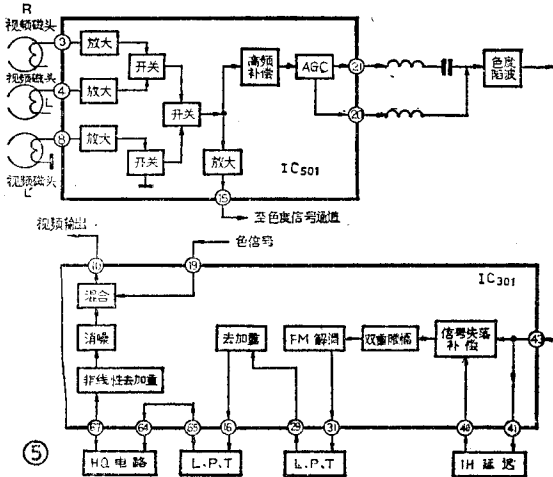 R
视频磁头
③
放大
开关
视频磁头
④
L
放大
开关
⑧
放大
开关
视频磁头
L'
高频
补偿
AGC
㉑
⑳
色度
陷波
放大
IC501
⑮
至色度信号通道
视频输出
色信号
⑲
IC301
混合
消噪
非线性去加重
去加重
FM 解调
双重限幅
信号失落
补偿
㊸
64
⑯
㉙
㉛
㊵
㊶
HQ 电路
L.P.T
L.P.T
1H 延迟
⑤